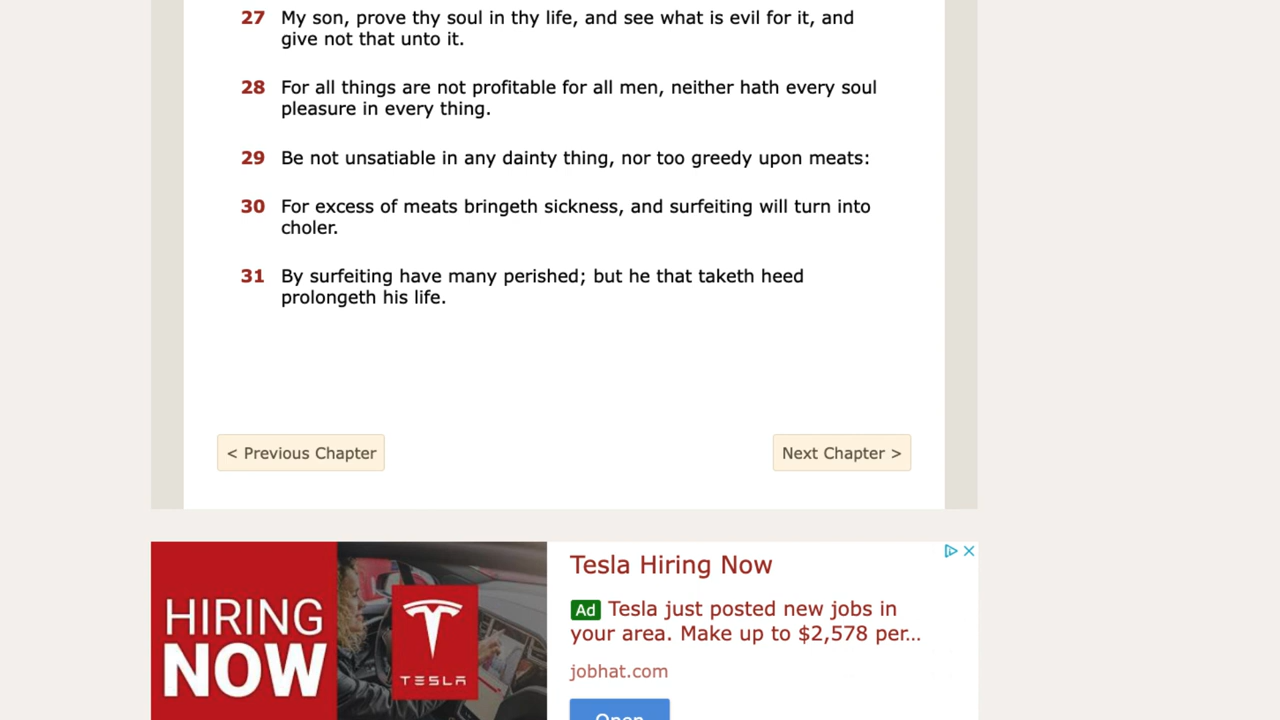 27 My son, prove thy soul in thy life, and see what is evil for it, and
give not that unto it.
28 For all things are not profitable for all men, neither hath every soul
pleasure in every thing.
29 Be not unsatiable in any dainty thing, nor too greedy upon meats:
30 For excess of meats bringeth sickness, and surfeiting will turn into
choler.
31 By surfeiting have many perished; but he that taketh heed
prolongeth his life.
< Previous Chapter
Next Chapter >
HIRING
NOW
TESLA
Tesla Hiring Now
Ad Tesla just posted new jobs in
your area. Make up to $2,578 per...
jobhat.com
Open